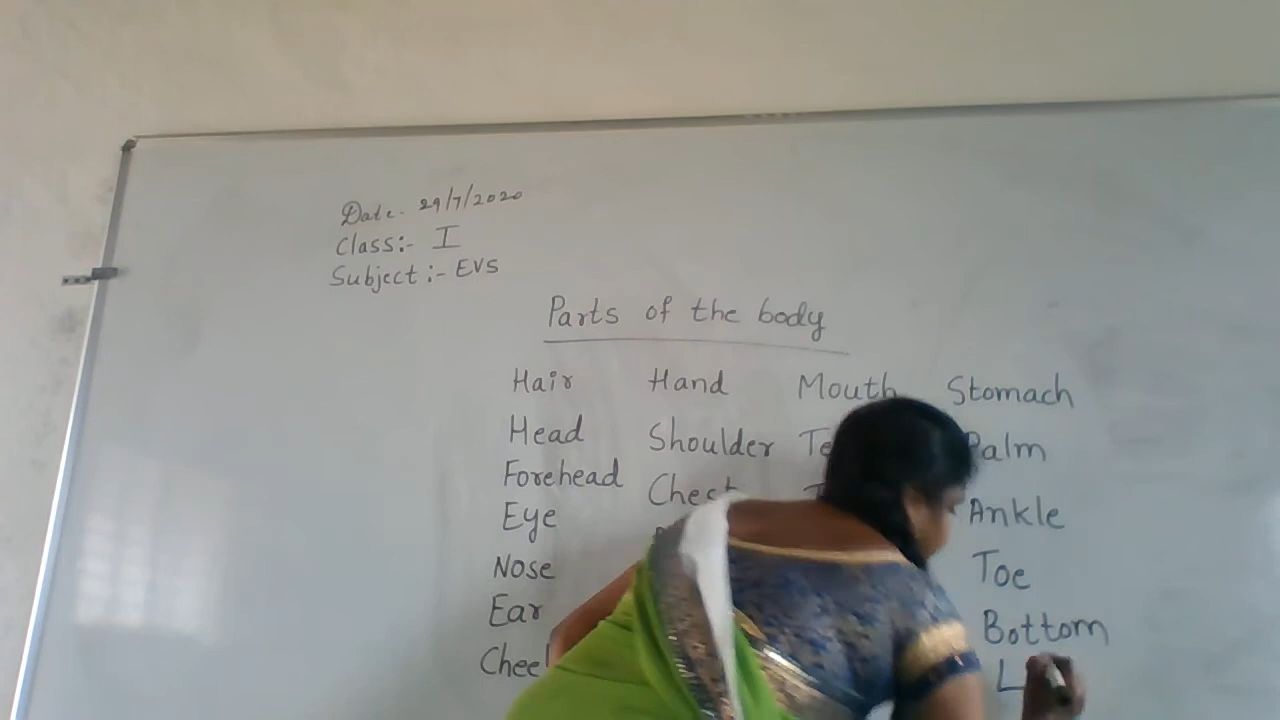 Date. 29/7/2020
Class:- I
Subject:- EVS
Parts of the body
Hair Hand Mouth Stomach
Head Shoulder Palm
Forehead Chest
Eye Ankle
Nose Toe
Ear Bottom